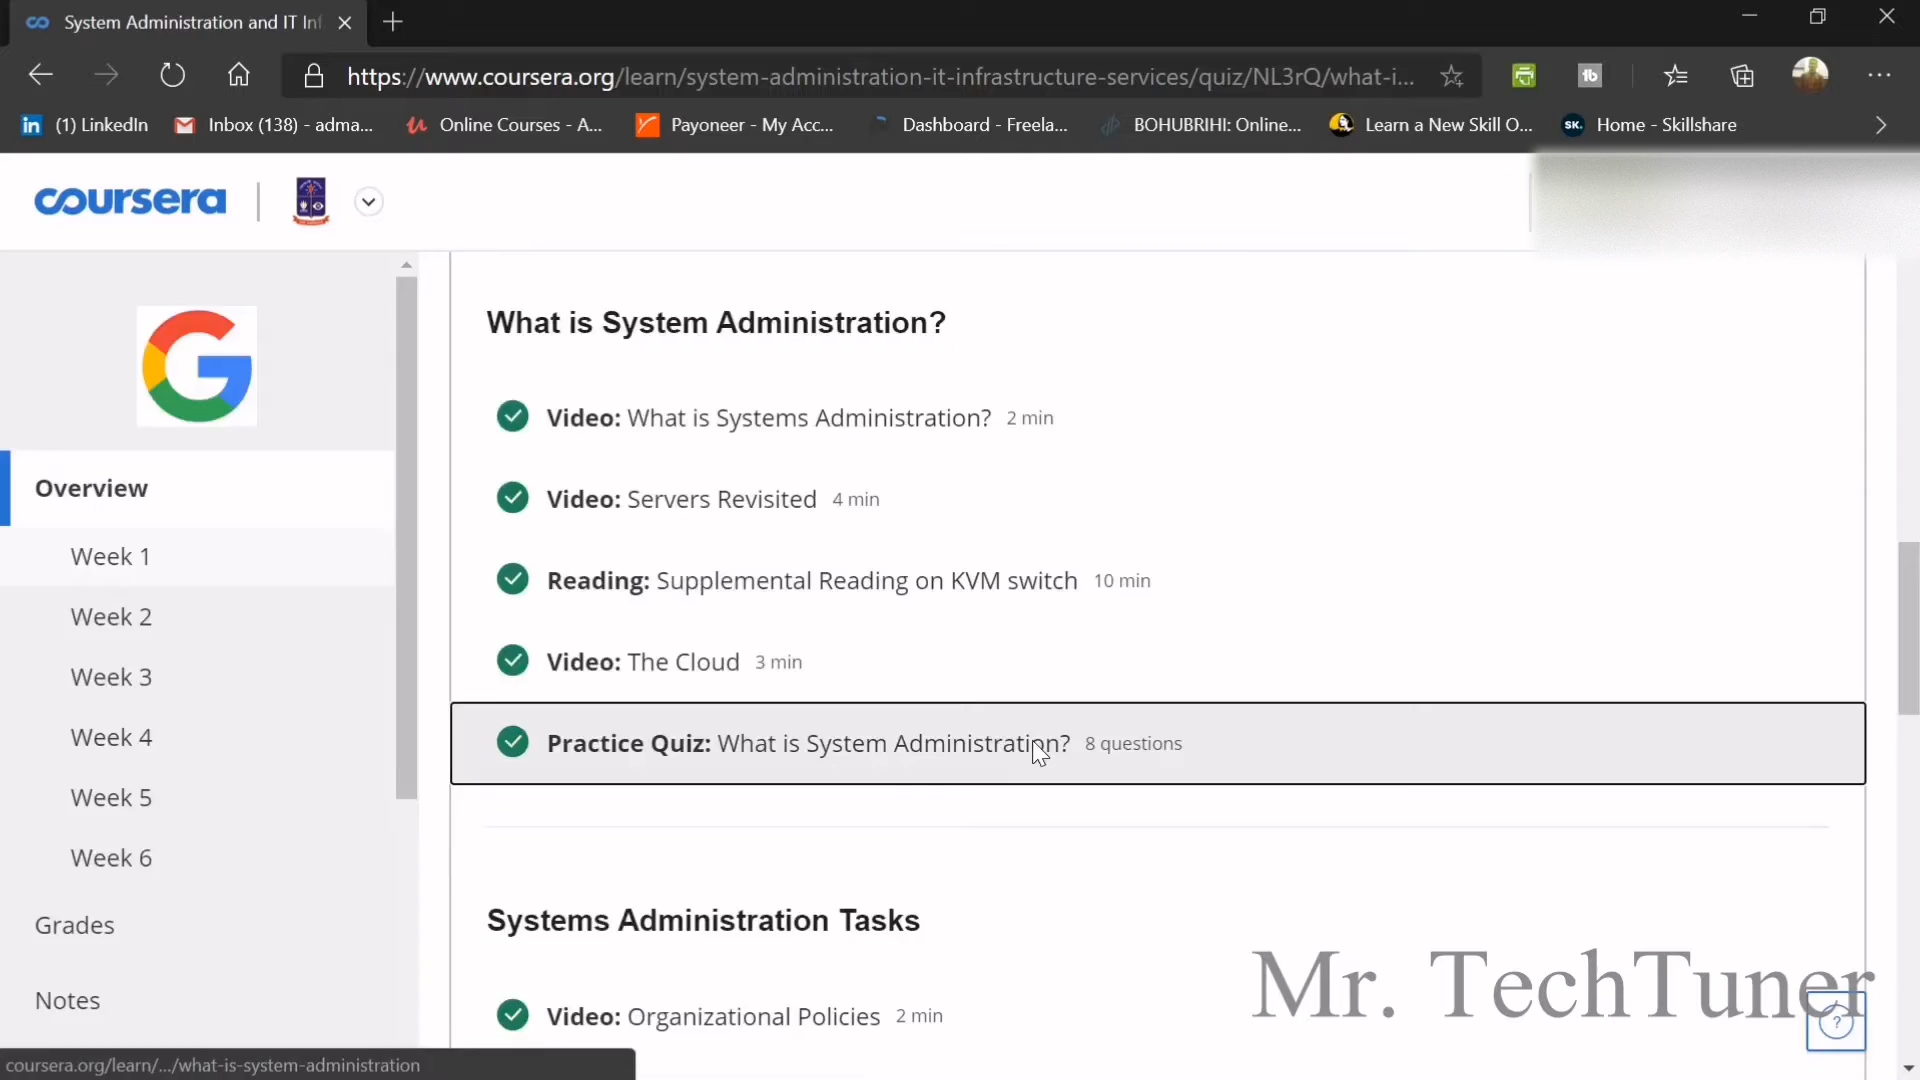 System Administration and IT Inf
https://www.coursera.org/learn/system-administration-it-infrastructure-services/quiz/NL3rQ/what-i...
tb
in (1) LinkedIn
Inbox (138) - adma...
Online Courses - A...
Payoneer - My Acc...
Dashboard - Freela...
BOHUBRIHI: Online...
Learn a New Skill O...
SK. Home - Skillshare
coursera
G
Overview
Week 1
Week 2
Week 3
Week 4
Week 5
Week 6
Grades
Notes
What is System Administration?
Video: What is Systems Administration? 2 min
Video: Servers Revisited 4 min
Reading: Supplemental Reading on KVM switch 10 min
Video: The Cloud 3 min
Practice Quiz: What is System Administration? 8 questions
Systems Administration Tasks
Video: Organizational Policies 2 min
Mr. TechTuner
?
coursera.org/learn/.../what-is-system-administration